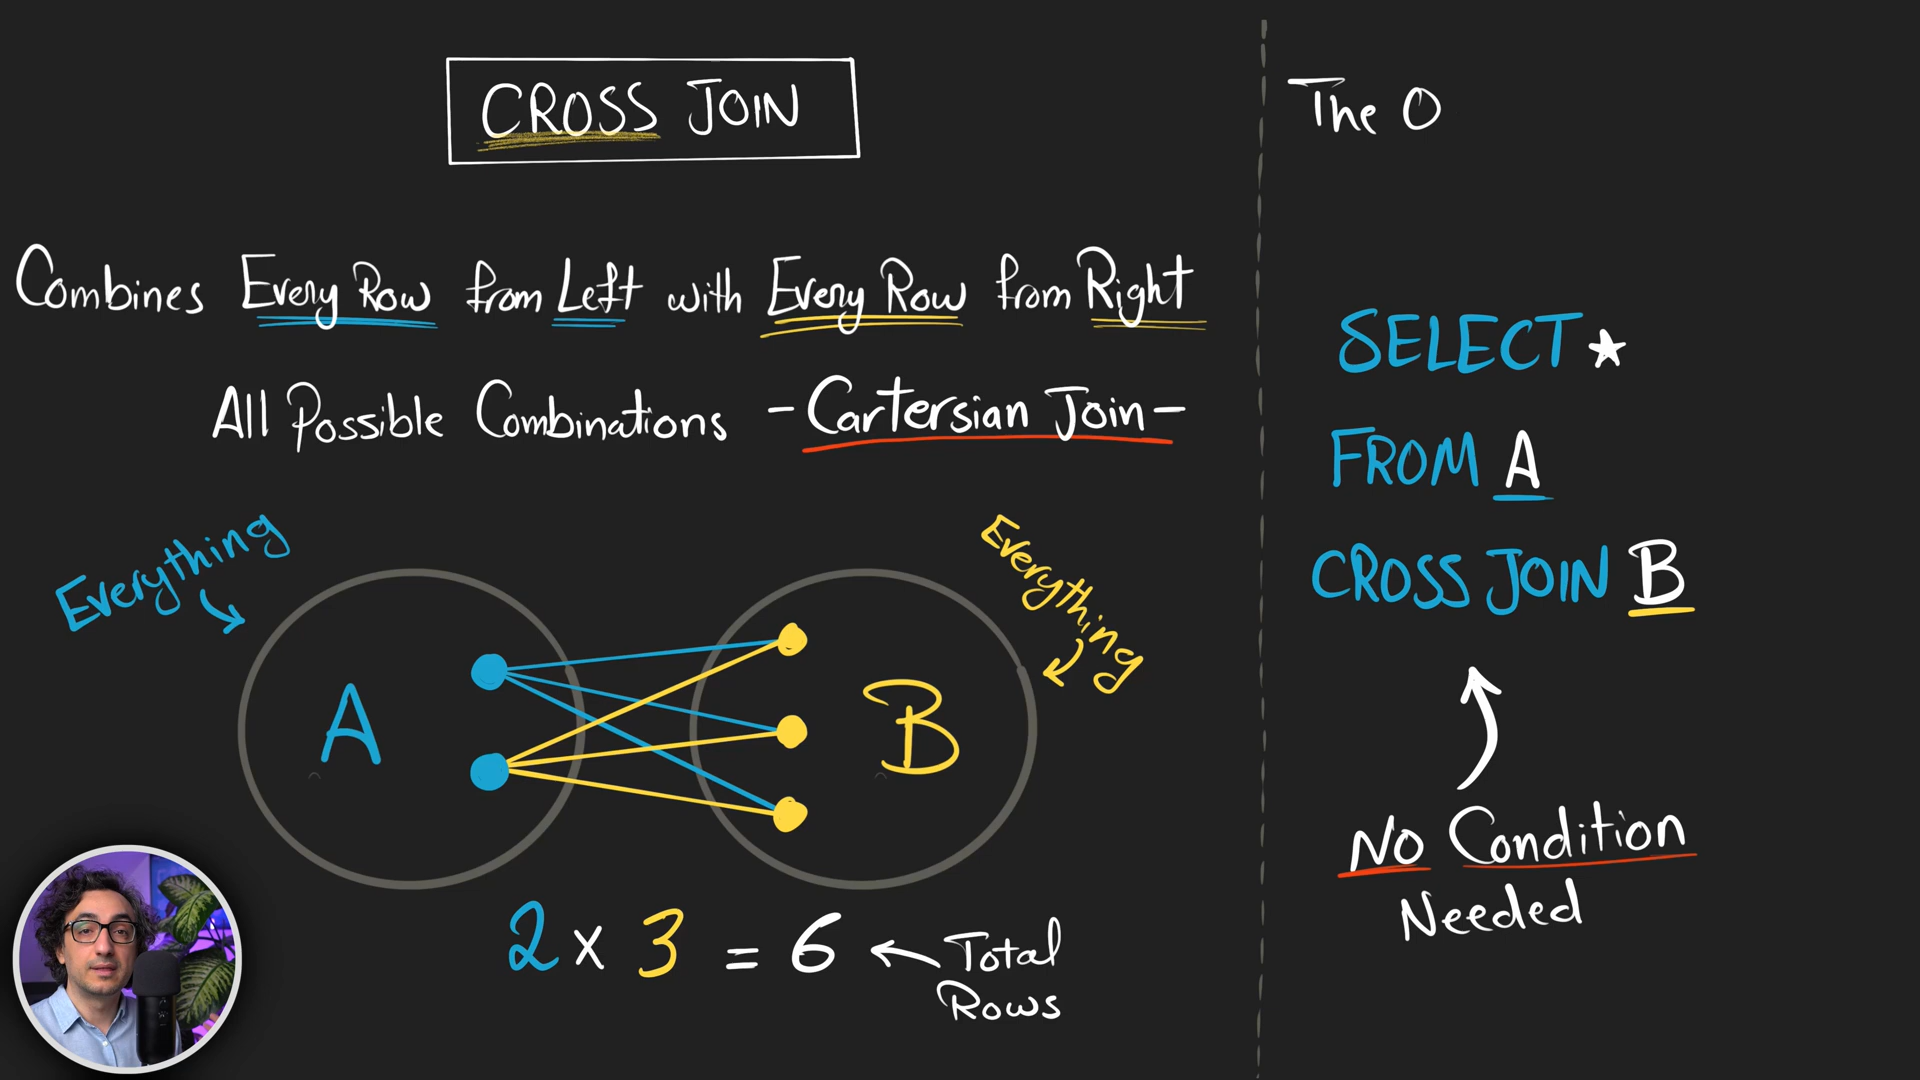 CROSS JOIN
Combines Every Row from Left with Every Row from Right
All Possible Combinations - Cartersian Join -
Everything
Everything
A
B
2 x 3 = 6 ← Total
Rows
The O
SELECT ★
FROM A
CROSS JOIN B
No Condition
Needed